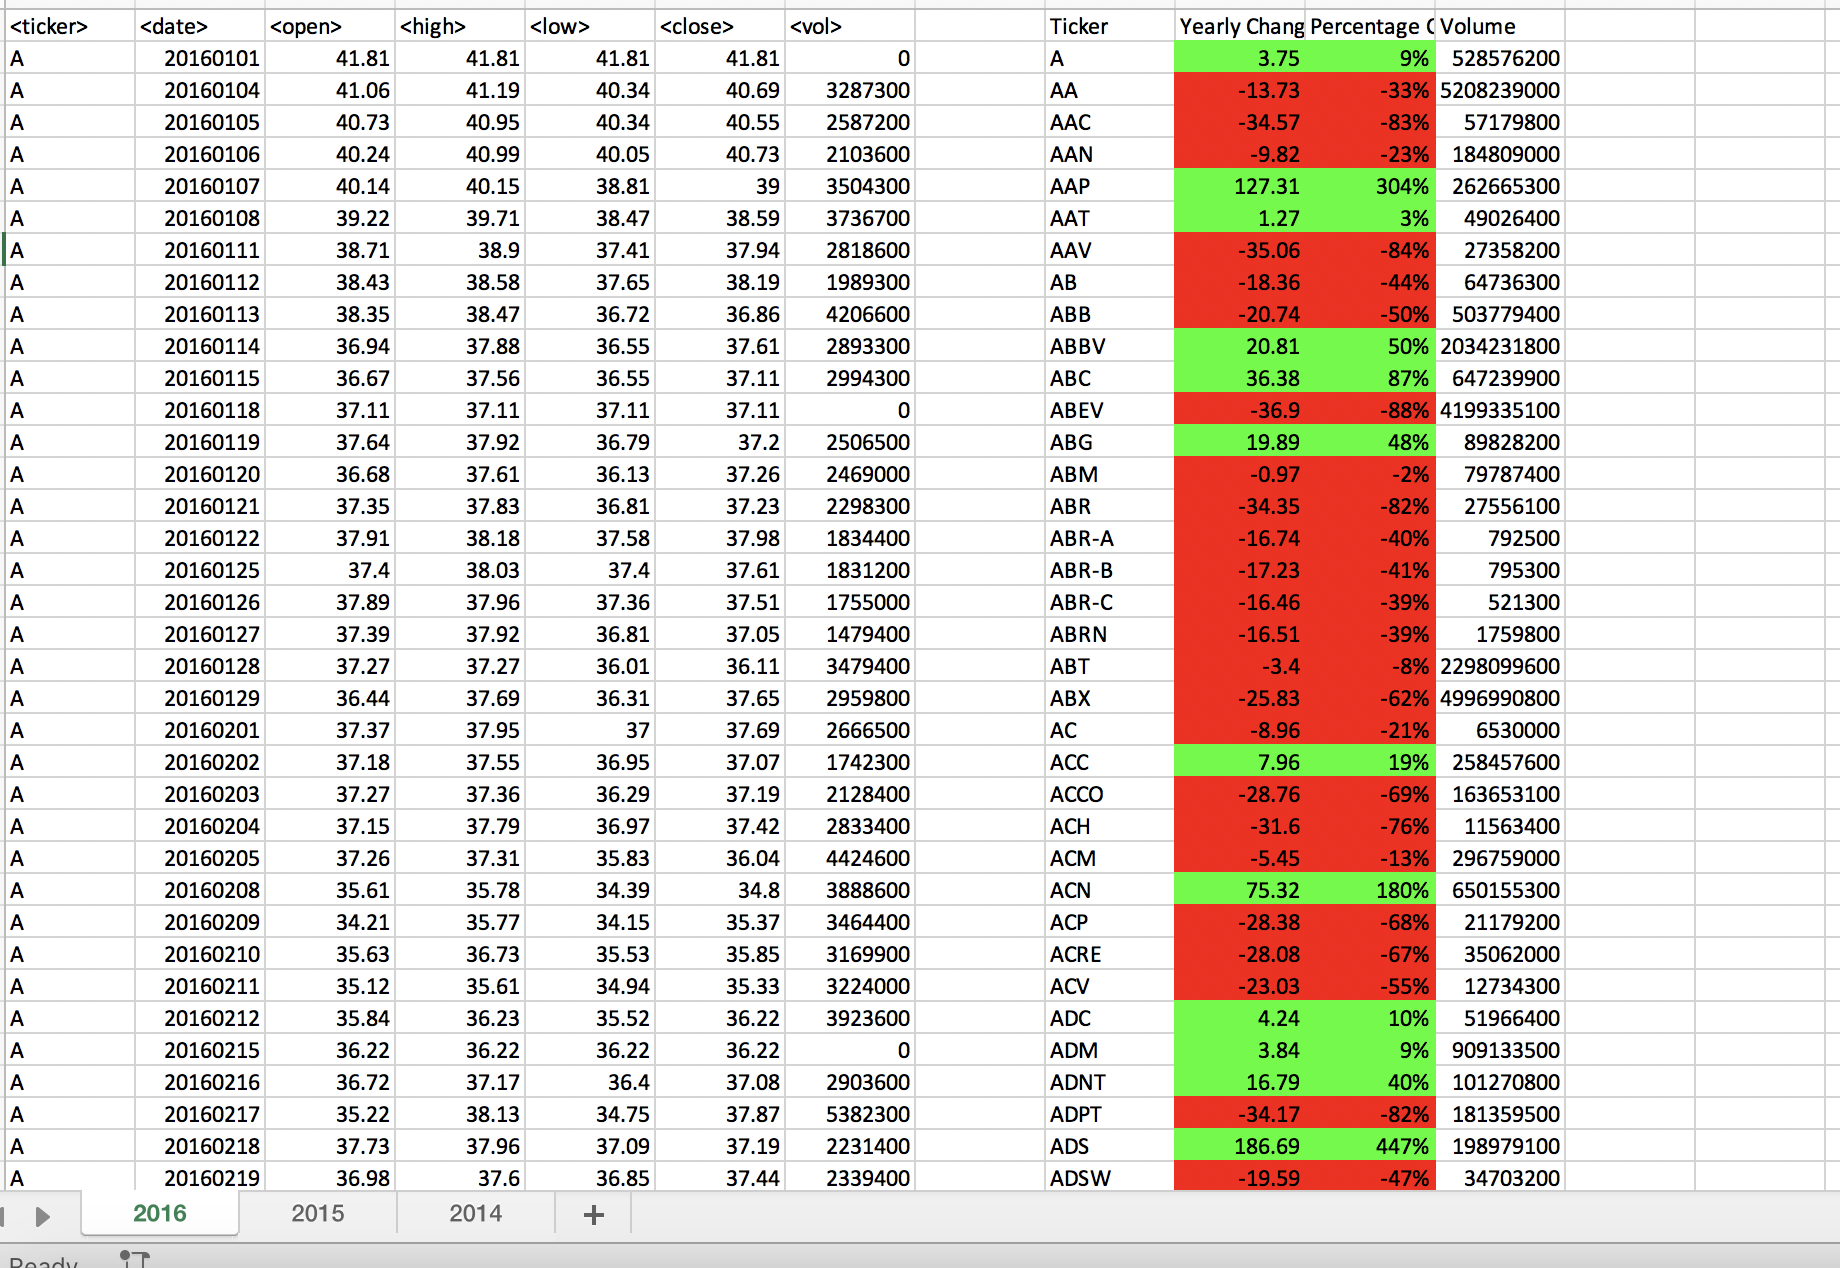 <ticker> <date> <open> <high> <low> <close> <vol> Ticker Yearly Chang Percentage C Volume
A 20160101 41.81 41.81 41.81 41.81 0 A 3.75 9% 528576200
A 20160104 41.06 41.19 40.34 40.69 3287300 AA -13.73 -33% 5208239000
A 20160105 40.73 40.95 40.34 40.55 2587200 AAC -34.57 -83% 57179800
A 20160106 40.24 40.99 40.05 40.73 2103600 AAN -9.82 -23% 184809000
A 20160107 40.14 40.15 38.81 39 3504300 AAP 127.31 304% 262665300
A 20160108 39.22 39.71 38.47 38.59 3736700 AAT 1.27 3% 49026400
A 20160111 38.71 38.9 37.41 37.94 2818600 AAV -35.06 -84% 27358200
A 20160112 38.43 38.58 37.65 38.19 1989300 AB -18.36 -44% 64736300
A 20160113 38.35 38.47 36.72 36.86 4206600 ABB -20.74 -50% 503779400
A 20160114 36.94 37.88 36.55 37.61 2893300 ABBV 20.81 50% 2034231800
A 20160115 36.67 37.56 36.55 37.11 2994300 ABC 36.38 87% 647239900
A 20160118 37.11 37.11 37.11 37.11 0 ABEV -36.9 -88% 4199335100
A 20160119 37.64 37.92 36.79 37.2 2506500 ABG 19.89 48% 89828200
A 20160120 36.68 37.61 36.13 37.26 2469000 ABM -0.97 -2% 79787400
A 20160121 37.35 37.83 36.81 37.23 2298300 ABR -34.35 -82% 27556100
A 20160122 37.91 38.18 37.58 37.98 1834400 ABR-A -16.74 -40% 792500
A 20160125 37.4 38.03 37.4 37.61 1831200 ABR-B -17.23 -41% 795300
A 20160126 37.89 37.96 37.36 37.51 1755000 ABR-C -16.46 -39% 521300
A 20160127 37.39 37.92 36.81 37.05 1479400 ABRN -16.51 -39% 1759800
A 20160128 37.27 37.27 36.01 36.11 3479400 ABT -3.4 -8% 2298099600
A 20160129 36.44 37.69 36.31 37.65 2959800 ABX -25.83 -62% 4996990800
A 20160201 37.37 37.95 37 37.69 2666500 AC -8.96 -21% 6530000
A 20160202 37.18 37.55 36.95 37.07 1742300 ACC 7.96 19% 258457600
A 20160203 37.27 37.36 36.29 37.19 2128400 ACCO -28.76 -69% 163653100
A 20160204 37.15 37.79 36.97 37.42 2833400 ACH -31.6 -76% 11563400
A 20160205 37.26 37.31 35.83 36.04 4424600 ACM -5.45 -13% 296759000
A 20160208 35.61 35.78 34.39 34.8 3888600 ACN 75.32 180% 650155300
A 20160209 34.21 35.77 34.15 35.37 3464400 ACP -28.38 -68% 21179200
A 20160210 35.63 36.73 35.53 35.85 3169900 ACRE -28.08 -67% 35062000
A 20160211 35.12 35.61 34.94 35.33 3224000 ACV -23.03 -55% 12734300
A 20160212 35.84 36.23 35.52 36.22 3923600 ADC 4.24 10% 51966400
A 20160215 36.22 36.22 36.22 36.22 0 ADM 3.84 9% 909133500
A 20160216 36.72 37.17 36.4 37.08 2903600 ADNT 16.79 40% 101270800
A 20160217 35.22 38.13 34.75 37.87 5382300 ADPT -34.17 -82% 181359500
A 20160218 37.73 37.96 37.09 37.19 2231400 ADS 186.69 447% 198979100
A 20160219 36.98 37.6 36.85 37.44 2339400 ADSW -19.59 -47% 34703200
2016 2015 2014 +
Ready